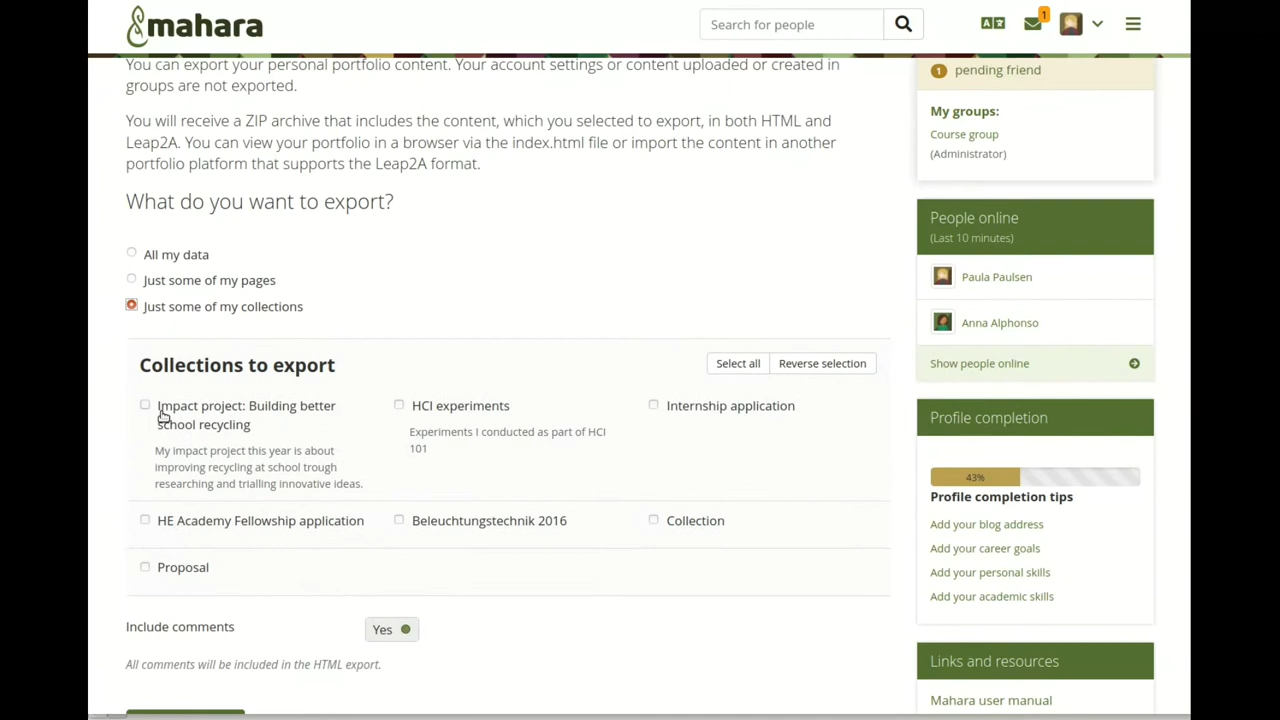 mahara
Search for people
1
You can export your personal portfolio content. Your account settings or content uploaded or created in
groups are not exported.
You will receive a ZIP archive that includes the content, which you selected to export, in both HTML and
Leap2A. You can view your portfolio in a browser via the index.html file or import the content in another
portfolio platform that supports the Leap2A format.
What do you want to export?
All my data
Just some of my pages
Just some of my collections
Collections to export
Select all
Reverse selection
Impact project: Building better
school recycling
My impact project this year is about
improving recycling at school trough
researching and trialling innovative ideas.
HCI experiments
Experiments I conducted as part of HCI
101
Internship application
HE Academy Fellowship application
Beleuchtungstechnik 2016
Collection
Proposal
Include comments
Yes
All comments will be included in the HTML export.
1 pending friend
My groups:
Course group
(Administrator)
People online
(Last 10 minutes)
Paula Paulsen
Anna Alphonso
Show people online
Profile completion
43%
Profile completion tips
Add your blog address
Add your career goals
Add your personal skills
Add your academic skills
Links and resources
Mahara user manual